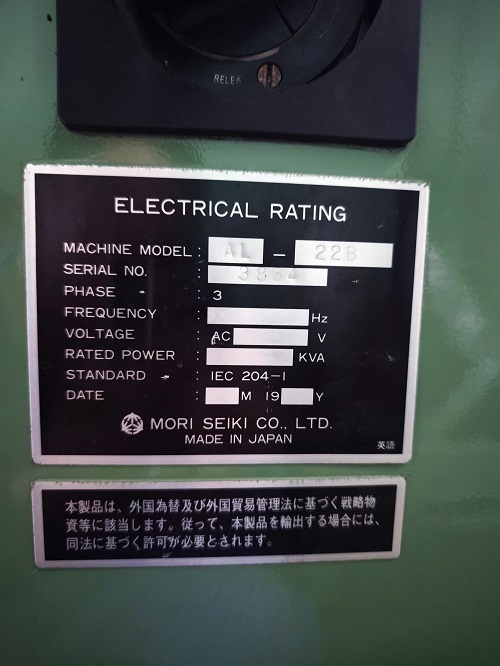 RELEA
ELECTRICAL RATING
MACHINE MODEL : AL - 22B
SERIAL NO. : 3884
PHASE : 3
FREQUENCY : Hz
VOLTAGE : AC V
RATED POWER : KVA
STANDARD : IEC 204-1
DATE : M 19 Y
MORI SEIKI CO., LTD.
MADE IN JAPAN
英語
本製品は、外国為替及び外国貿易管理法に基づく戦略物
資等に該当します。従って、本製品を輸出する場合には、
同法に基づく許可が必要とされます。